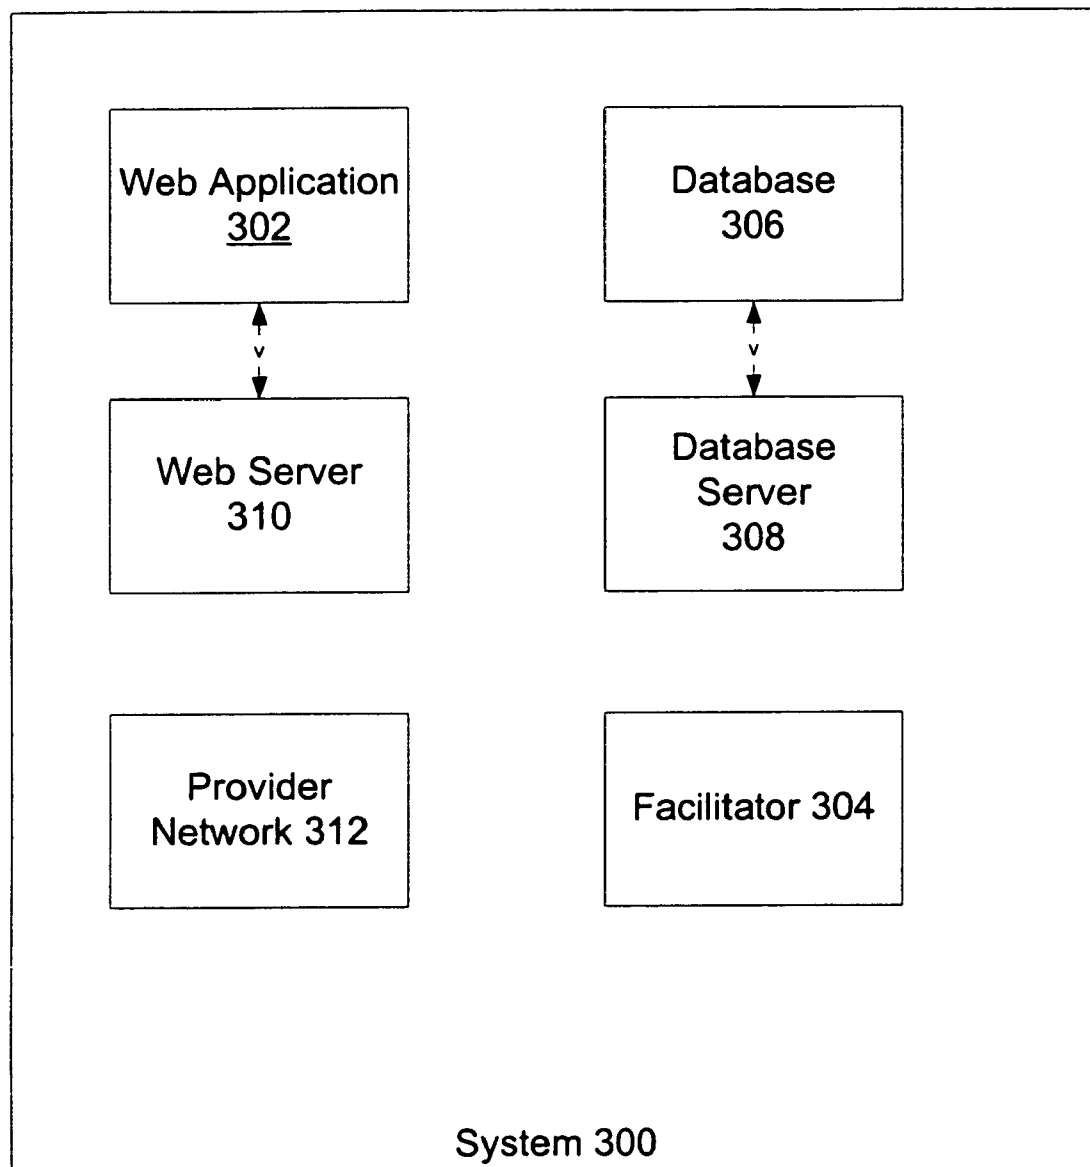 Web Application
302
Database
306
v
v
Web Server
310
Database
Server
308
Provider
Network 312
Facilitator 304
System 300